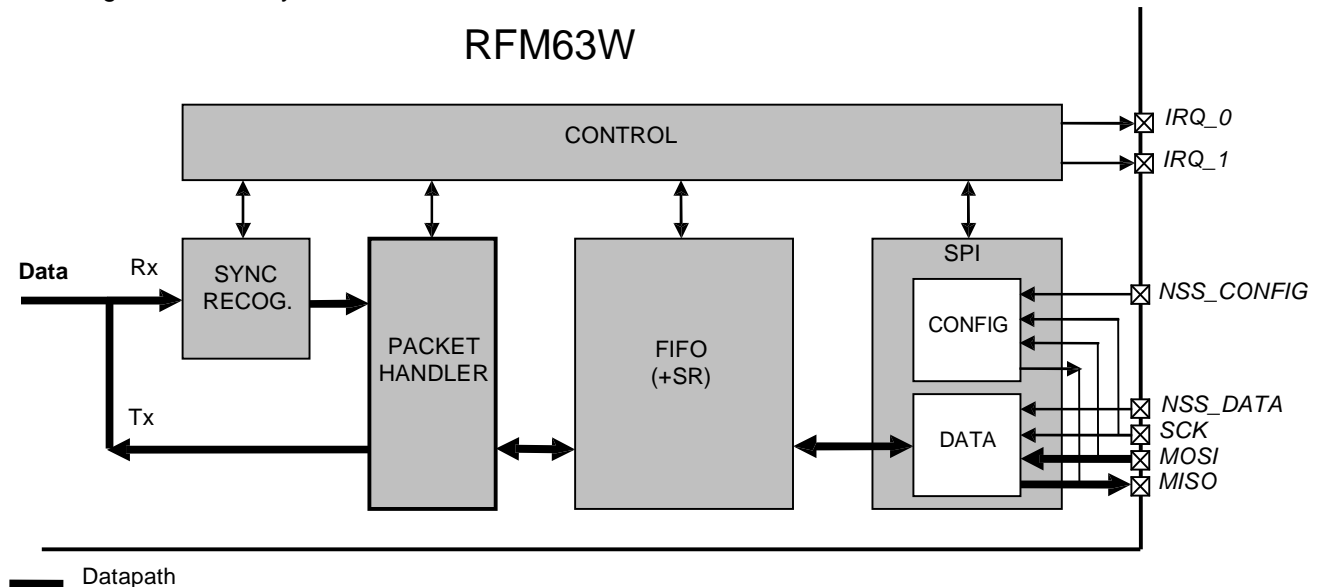 RFM63W
CONTROL
IRQ_0
IRQ_1
Data
Rx
SYNC
RECOG.
Tx
PACKET
HANDLER
FIFO
(+SR)
SPI
CONFIG
DATA
NSS_CONFIG
NSS_DATA
SCK
MOSI
MISO
Datapath